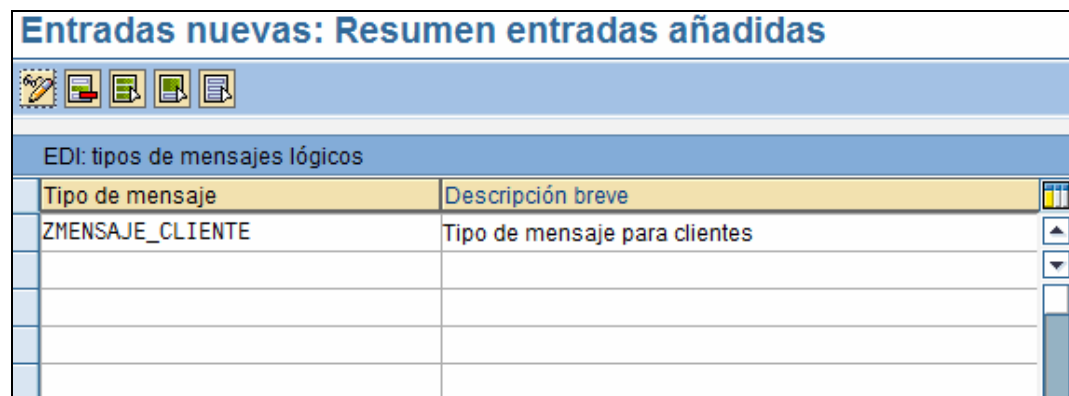 Entradas nuevas: Resumen entradas añadidas
EDI: tipos de mensajes lógicos
Tipo de mensaje Descripción breve
ZMENSAJE_CLIENTE Tipo de mensaje para clientes